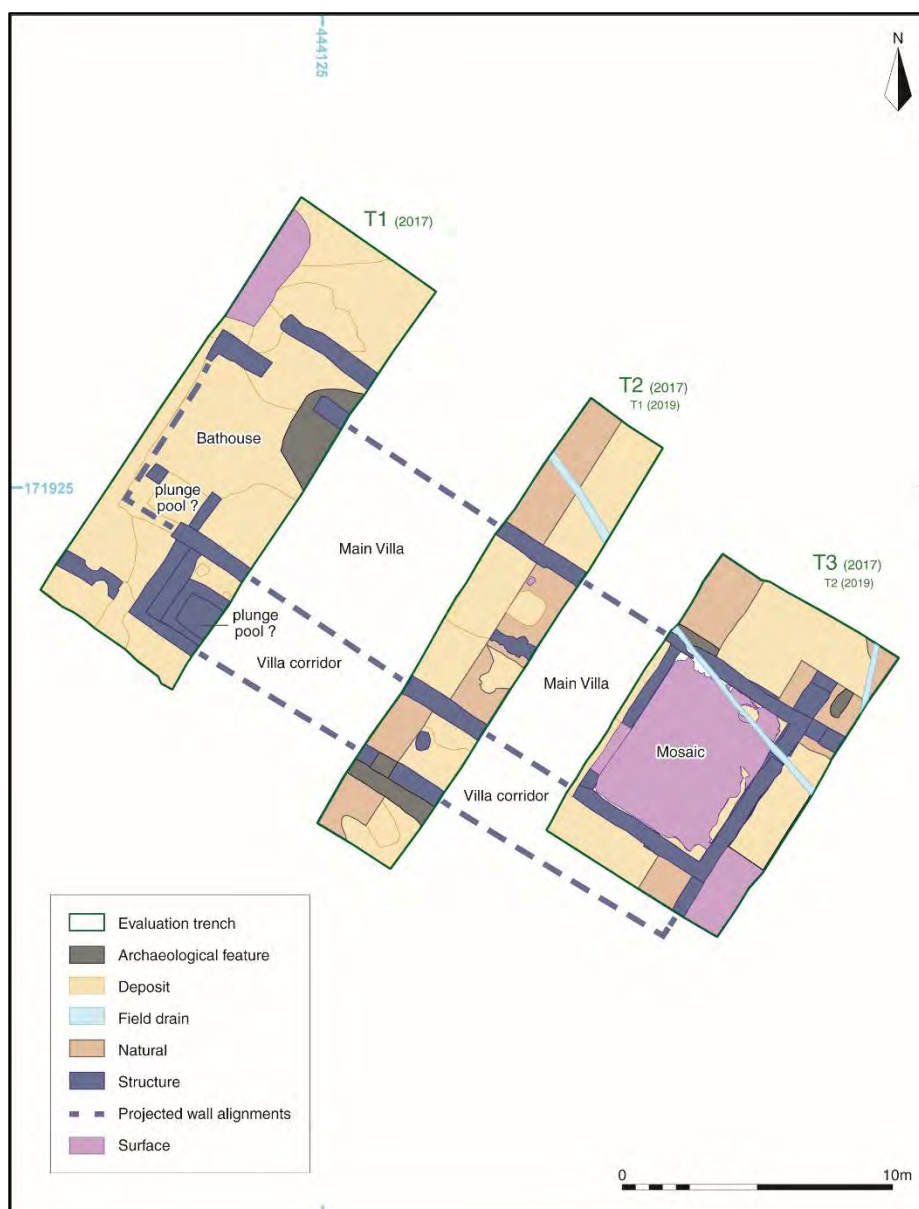 444125
N
T1 (2017)
T2 (2017)
T1 (2019)
Bathouse
171925
plunge
pool ?
Main Villa
T3 (2017)
T2 (2019)
plunge
pool ?
Villa corridor
Main Villa
Mosaic
Villa corridor
Evaluation trench
Archaeological feature
Deposit
Field drain
Natural
Structure
Projected wall alignments
Surface
0
10m